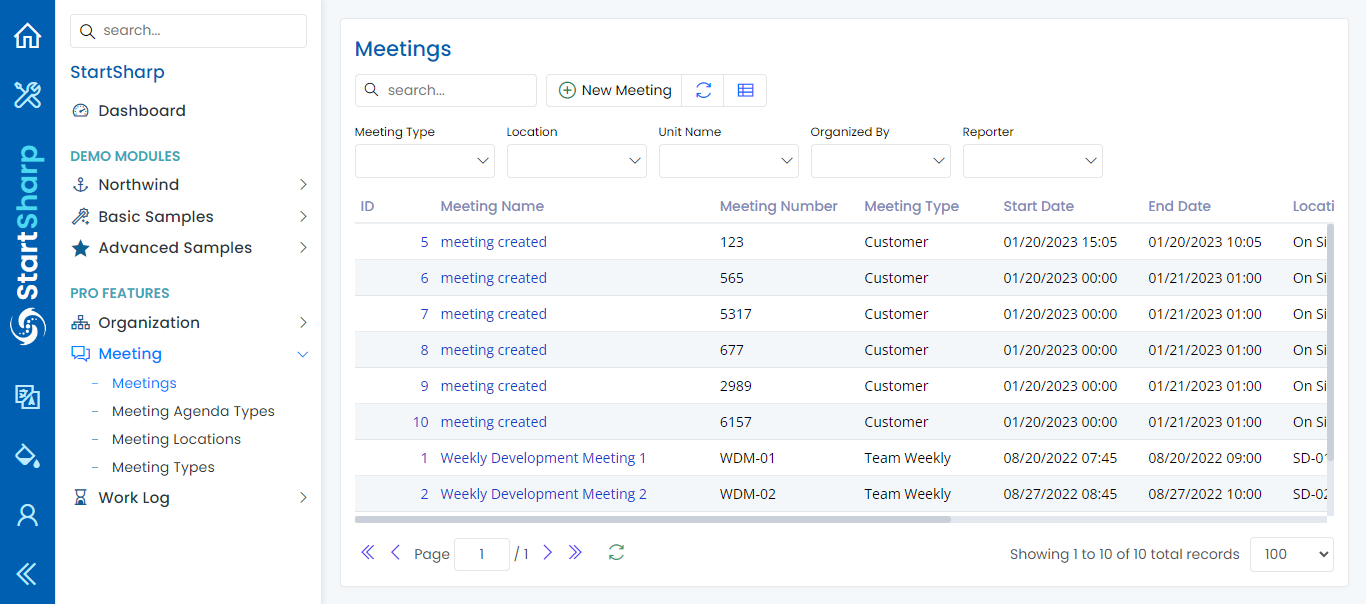 StartSharp
search...
StartSharp
Dashboard
DEMO MODULES
Northwind
Basic Samples
Advanced Samples
PRO FEATURES
Organization
Meeting
Meetings
Meeting Agenda Types
Meeting Locations
Meeting Types
Work Log
Meetings
search... New Meeting
Meeting Type Location Unit Name Organized By Reporter
ID Meeting Name Meeting Number Meeting Type Start Date End Date Locati
5 meeting created 123 Customer 01/20/2023 15:05 01/20/2023 10:05 On Si
6 meeting created 565 Customer 01/20/2023 00:00 01/21/2023 01:00 On Si
7 meeting created 5317 Customer 01/20/2023 00:00 01/21/2023 01:00 On Si
8 meeting created 677 Customer 01/20/2023 00:00 01/21/2023 01:00 On Si
9 meeting created 2989 Customer 01/20/2023 00:00 01/21/2023 01:00 On Si
10 meeting created 6157 Customer 01/20/2023 00:00 01/21/2023 01:00 On Si
1 Weekly Development Meeting 1 WDM-01 Team Weekly 08/20/2022 07:45 08/20/2022 09:00 SD-01
2 Weekly Development Meeting 2 WDM-02 Team Weekly 08/27/2022 08:45 08/27/2022 10:00 SD-02
Page 1 / 1 Showing 1 to 10 of 10 total records 100